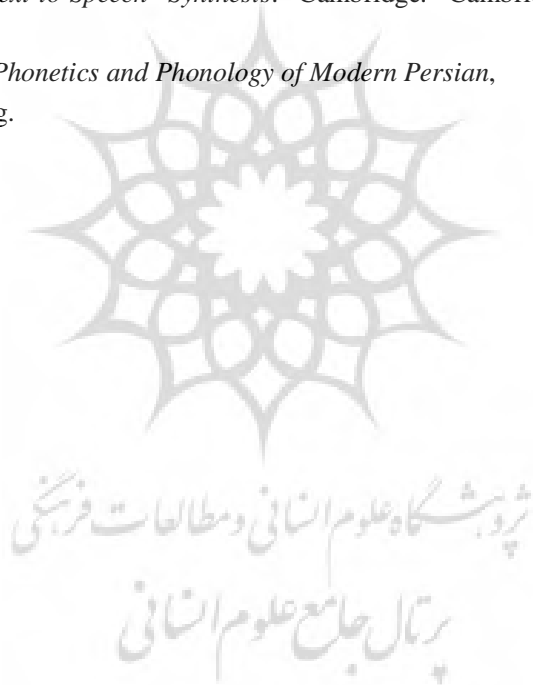 to-Speech Synthesis. Cambridge: Cambri
Phonetics and Phonology of Modern Persian,
g.
پژوهشگاه علوم انسانی و مطالعات فرهنگی
پرتال جامع علوم انسانی